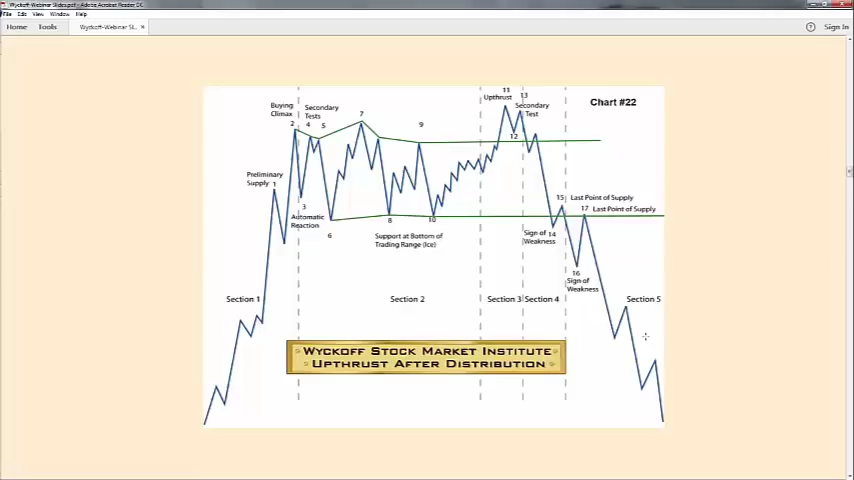 Wyckoff-Webinar Slides.pdf - Adobe Acrobat Reader DC
File Edit View Window Help
Home Tools Wyckoff-Webinar Sl... × ? Sign In
Chart #22
11
Upthrust 13
Secondary
Test
12
Buying
Climax
2
Secondary
Tests
4 5
7
9
Preliminary
Supply
1
3
Automatic
Reaction
6
8
10
Support at Bottom of
Trading Range (Ice)
15 Last Point of Supply
17 Last Point of Supply
Sign of
Weakness 14
16
Sign of
Weakness
Section 1 Section 2 Section 3 Section 4 Section 5
Wyckoff Stock Market Institute
Upthrust After Distribution